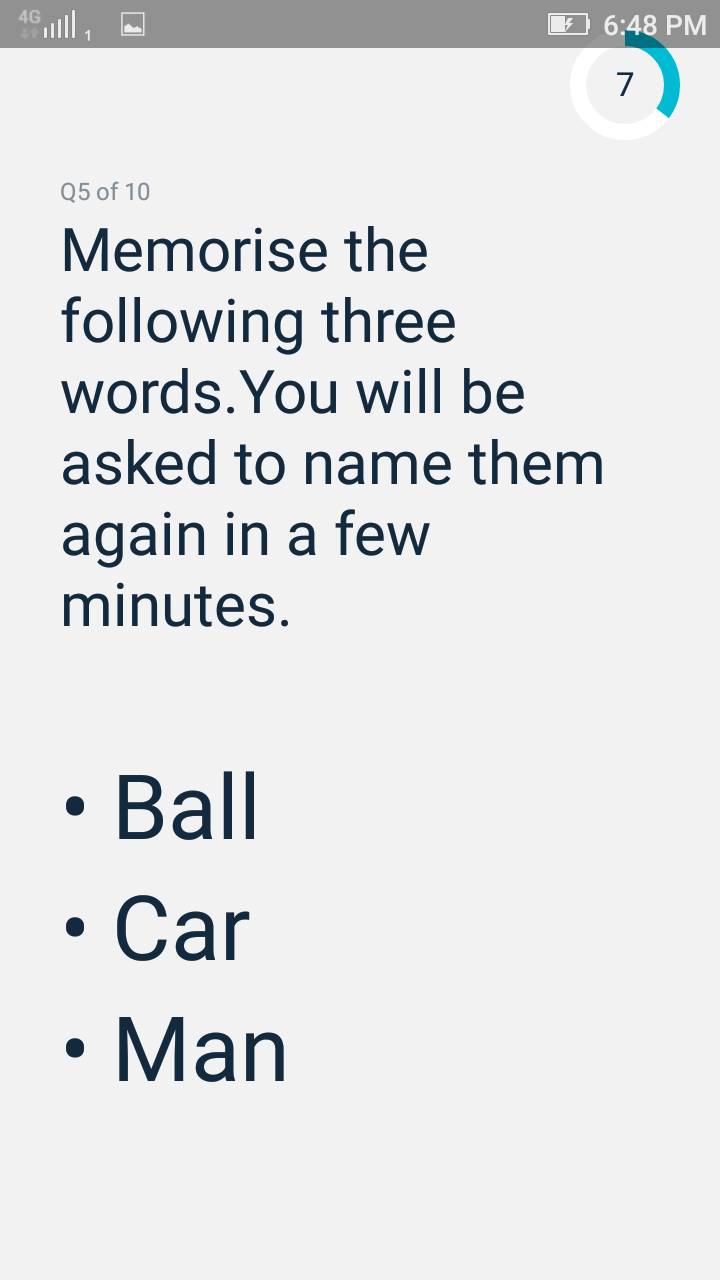 4G 1 6:48 PM
7
Q5 of 10
Memorise the
following three
words.You will be
asked to name them
again in a few
minutes.
• Ball
• Car
• Man